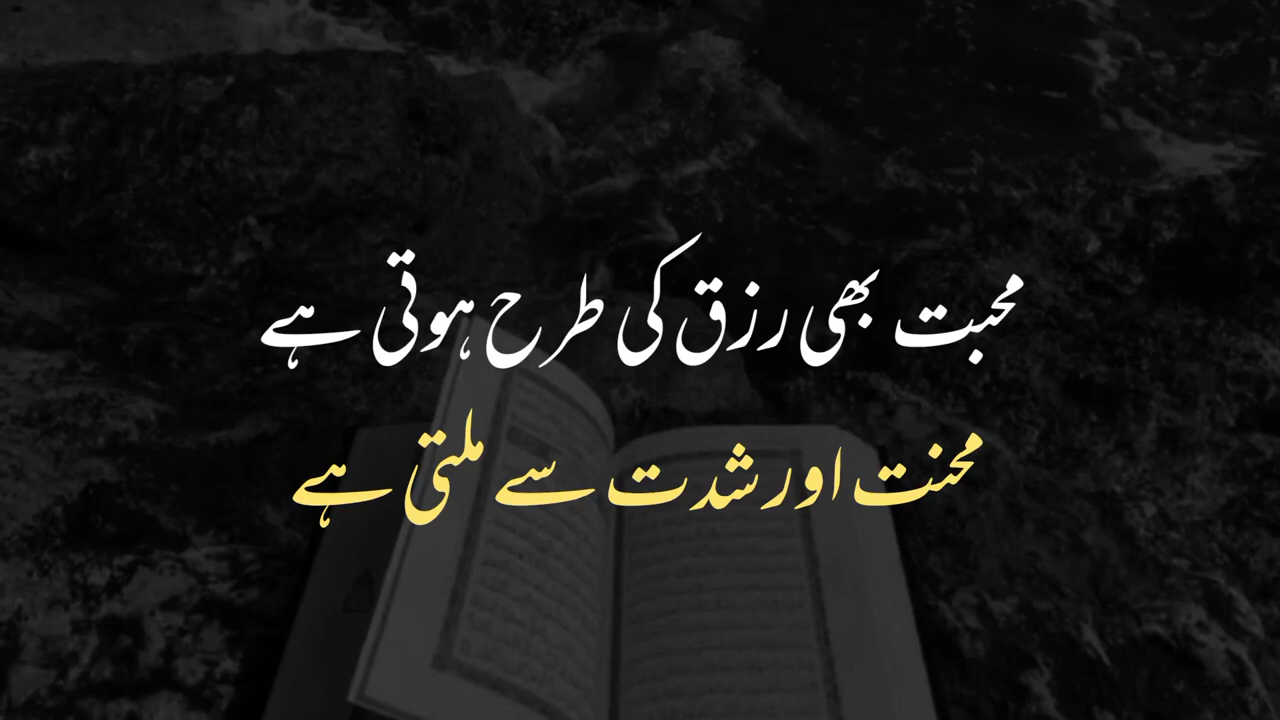 محبت بھی رزق کی طرح ہوتی ہے
محنت اور شدت سے ملتی ہے